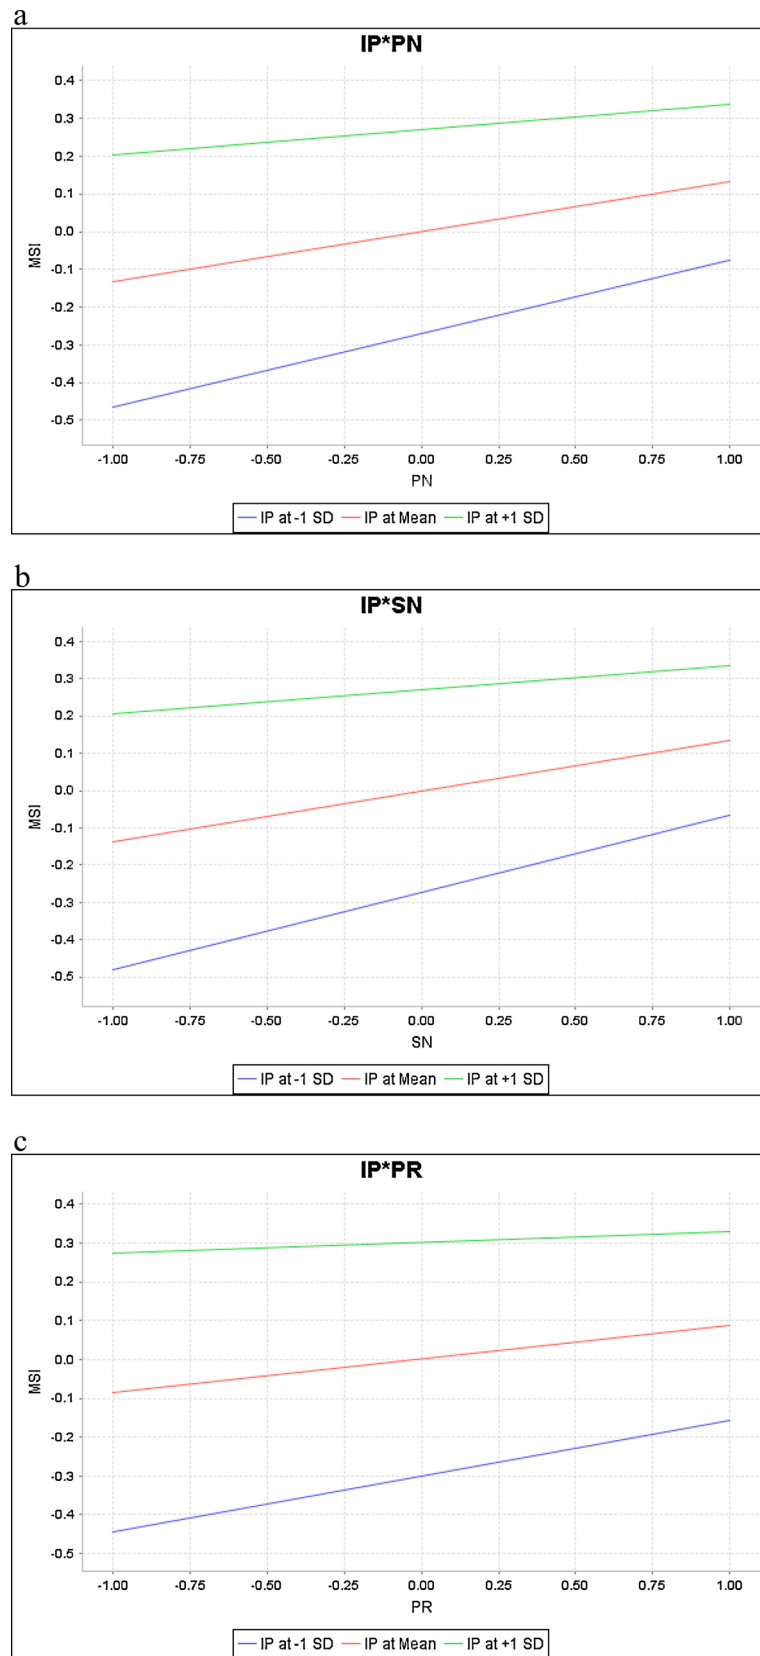 a
IP*PN
0.4
0.3
0.2
0.1
0.0
-0.1
-0.2
-0.3
-0.4
-0.5
MSI
-1.00 -0.75 -0.50 -0.25 0.00 0.25 0.50 0.75 1.00
PN
IP at -1 SD IP at Mean IP at +1 SD
b
IP*SN
0.4
0.3
0.2
0.1
0.0
-0.1
-0.2
-0.3
-0.4
-0.5
MSI
-1.00 -0.75 -0.50 -0.25 0.00 0.25 0.50 0.75 1.00
SN
IP at -1 SD IP at Mean IP at +1 SD
c
IP*PR
0.4
0.3
0.2
0.1
0.0
-0.1
-0.2
-0.3
-0.4
-0.5
MSI
-1.00 -0.75 -0.50 -0.25 0.00 0.25 0.50 0.75 1.00
PR
IP at -1 SD IP at Mean IP at +1 SD